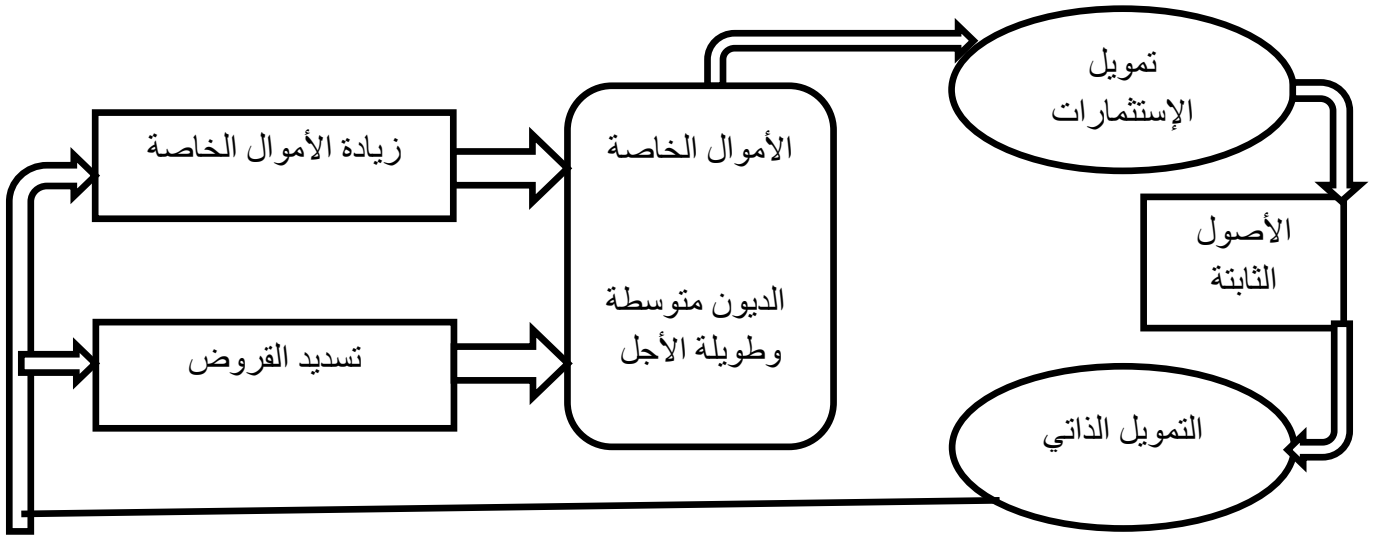 تمويل
الإستثمارات
زيادة الأموال الخاصة
الأموال الخاصة
الأصول
الثابتة
الديون متوسطة
وطويلة الأجل
تسديد القروض
التمويل الذاتي